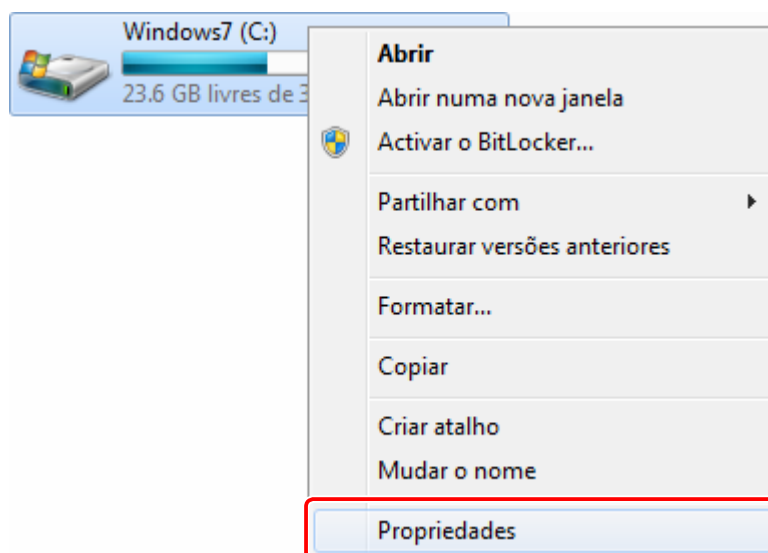 Windows7 (C:)
23.6 GB livres de
Abrir
Abrir numa nova janela
Activar o BitLocker...
Partilhar com
Restaurar versões anteriores
Formatar...
Copiar
Criar atalho
Mudar o nome
Propriedades